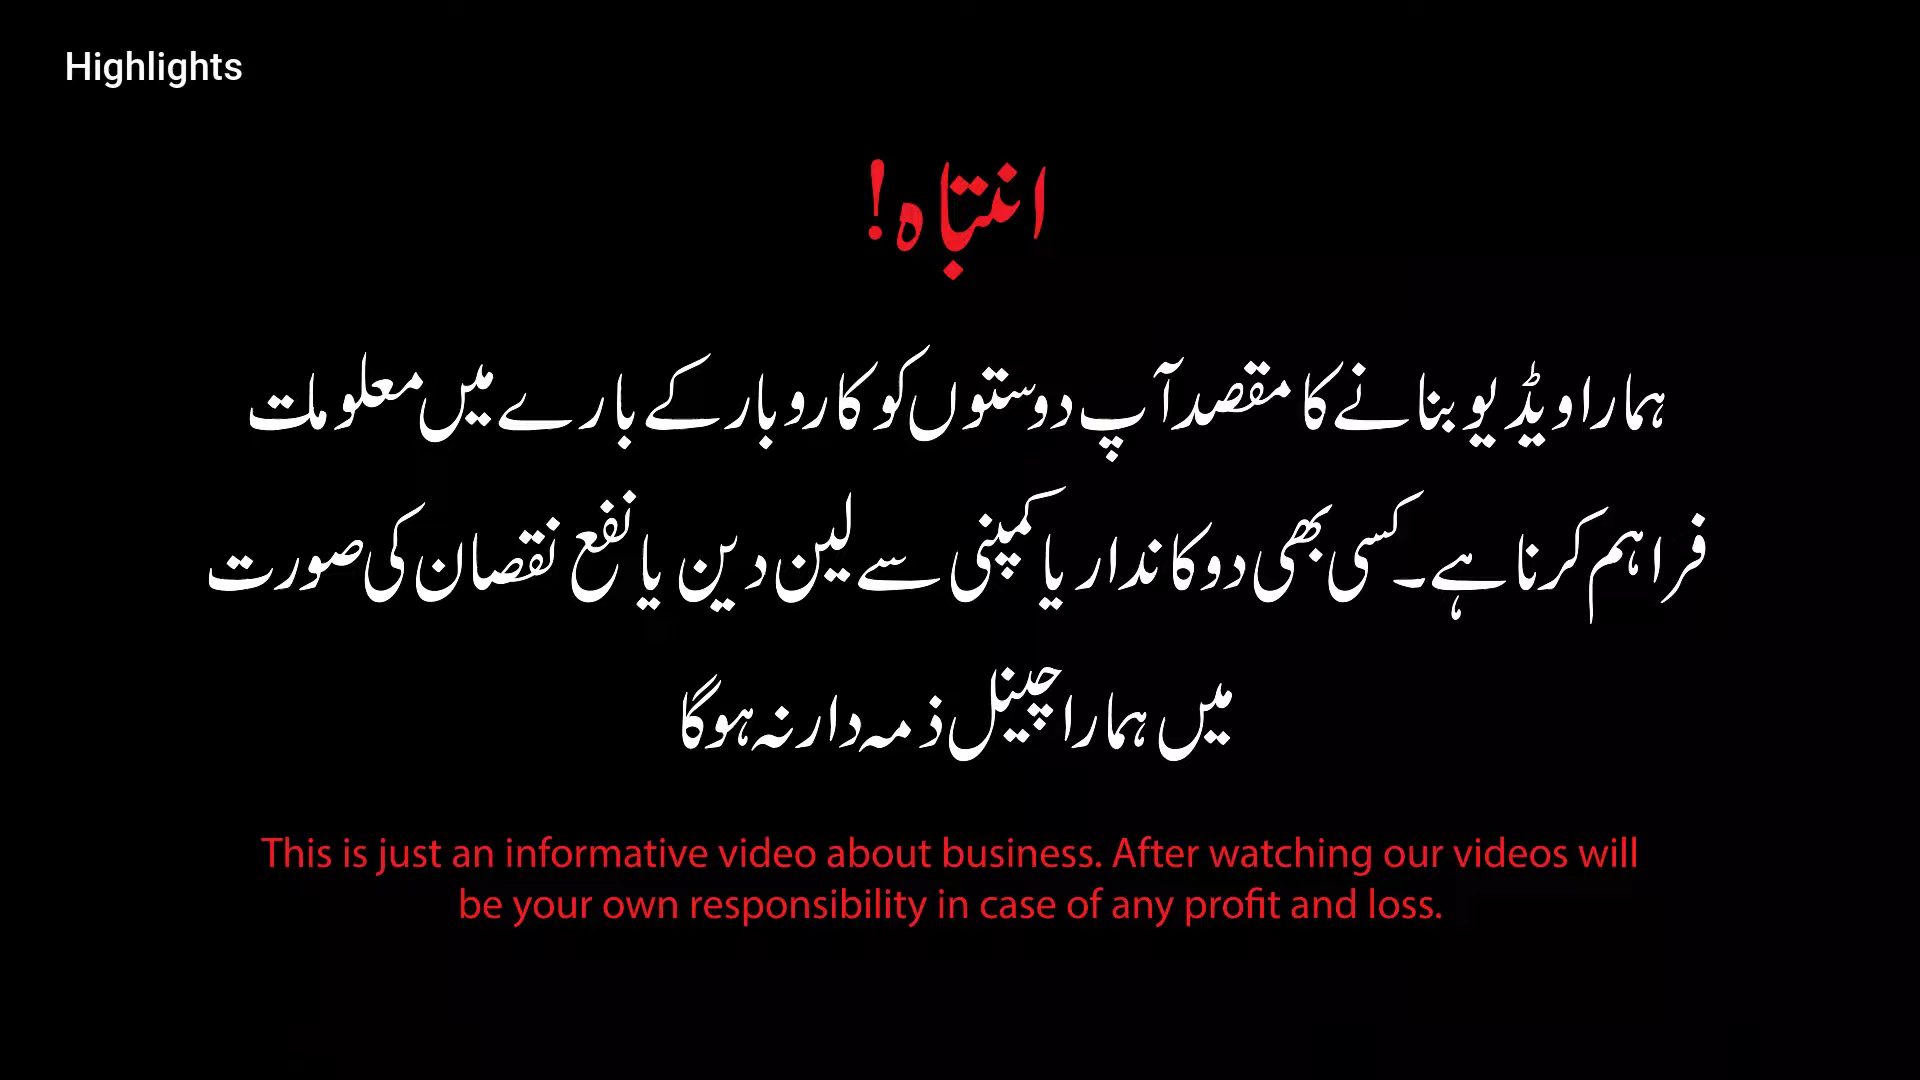 Highlights
انتباہ!
ہمارا ویڈیو بنانے کا مقصد آپ دوستوں کو کاروبار کے بارے میں معلومات
فراہم کرنا ہے۔ کسی بھی دوکاندار یا کمپنی سے لین دین یا نفع نقصان کی صورت
میں ہمارا چینل ذمہ دار نہ ہوگا
This is just an informative video about business. After watching our videos will
be your own responsibility in case of any profit and loss.